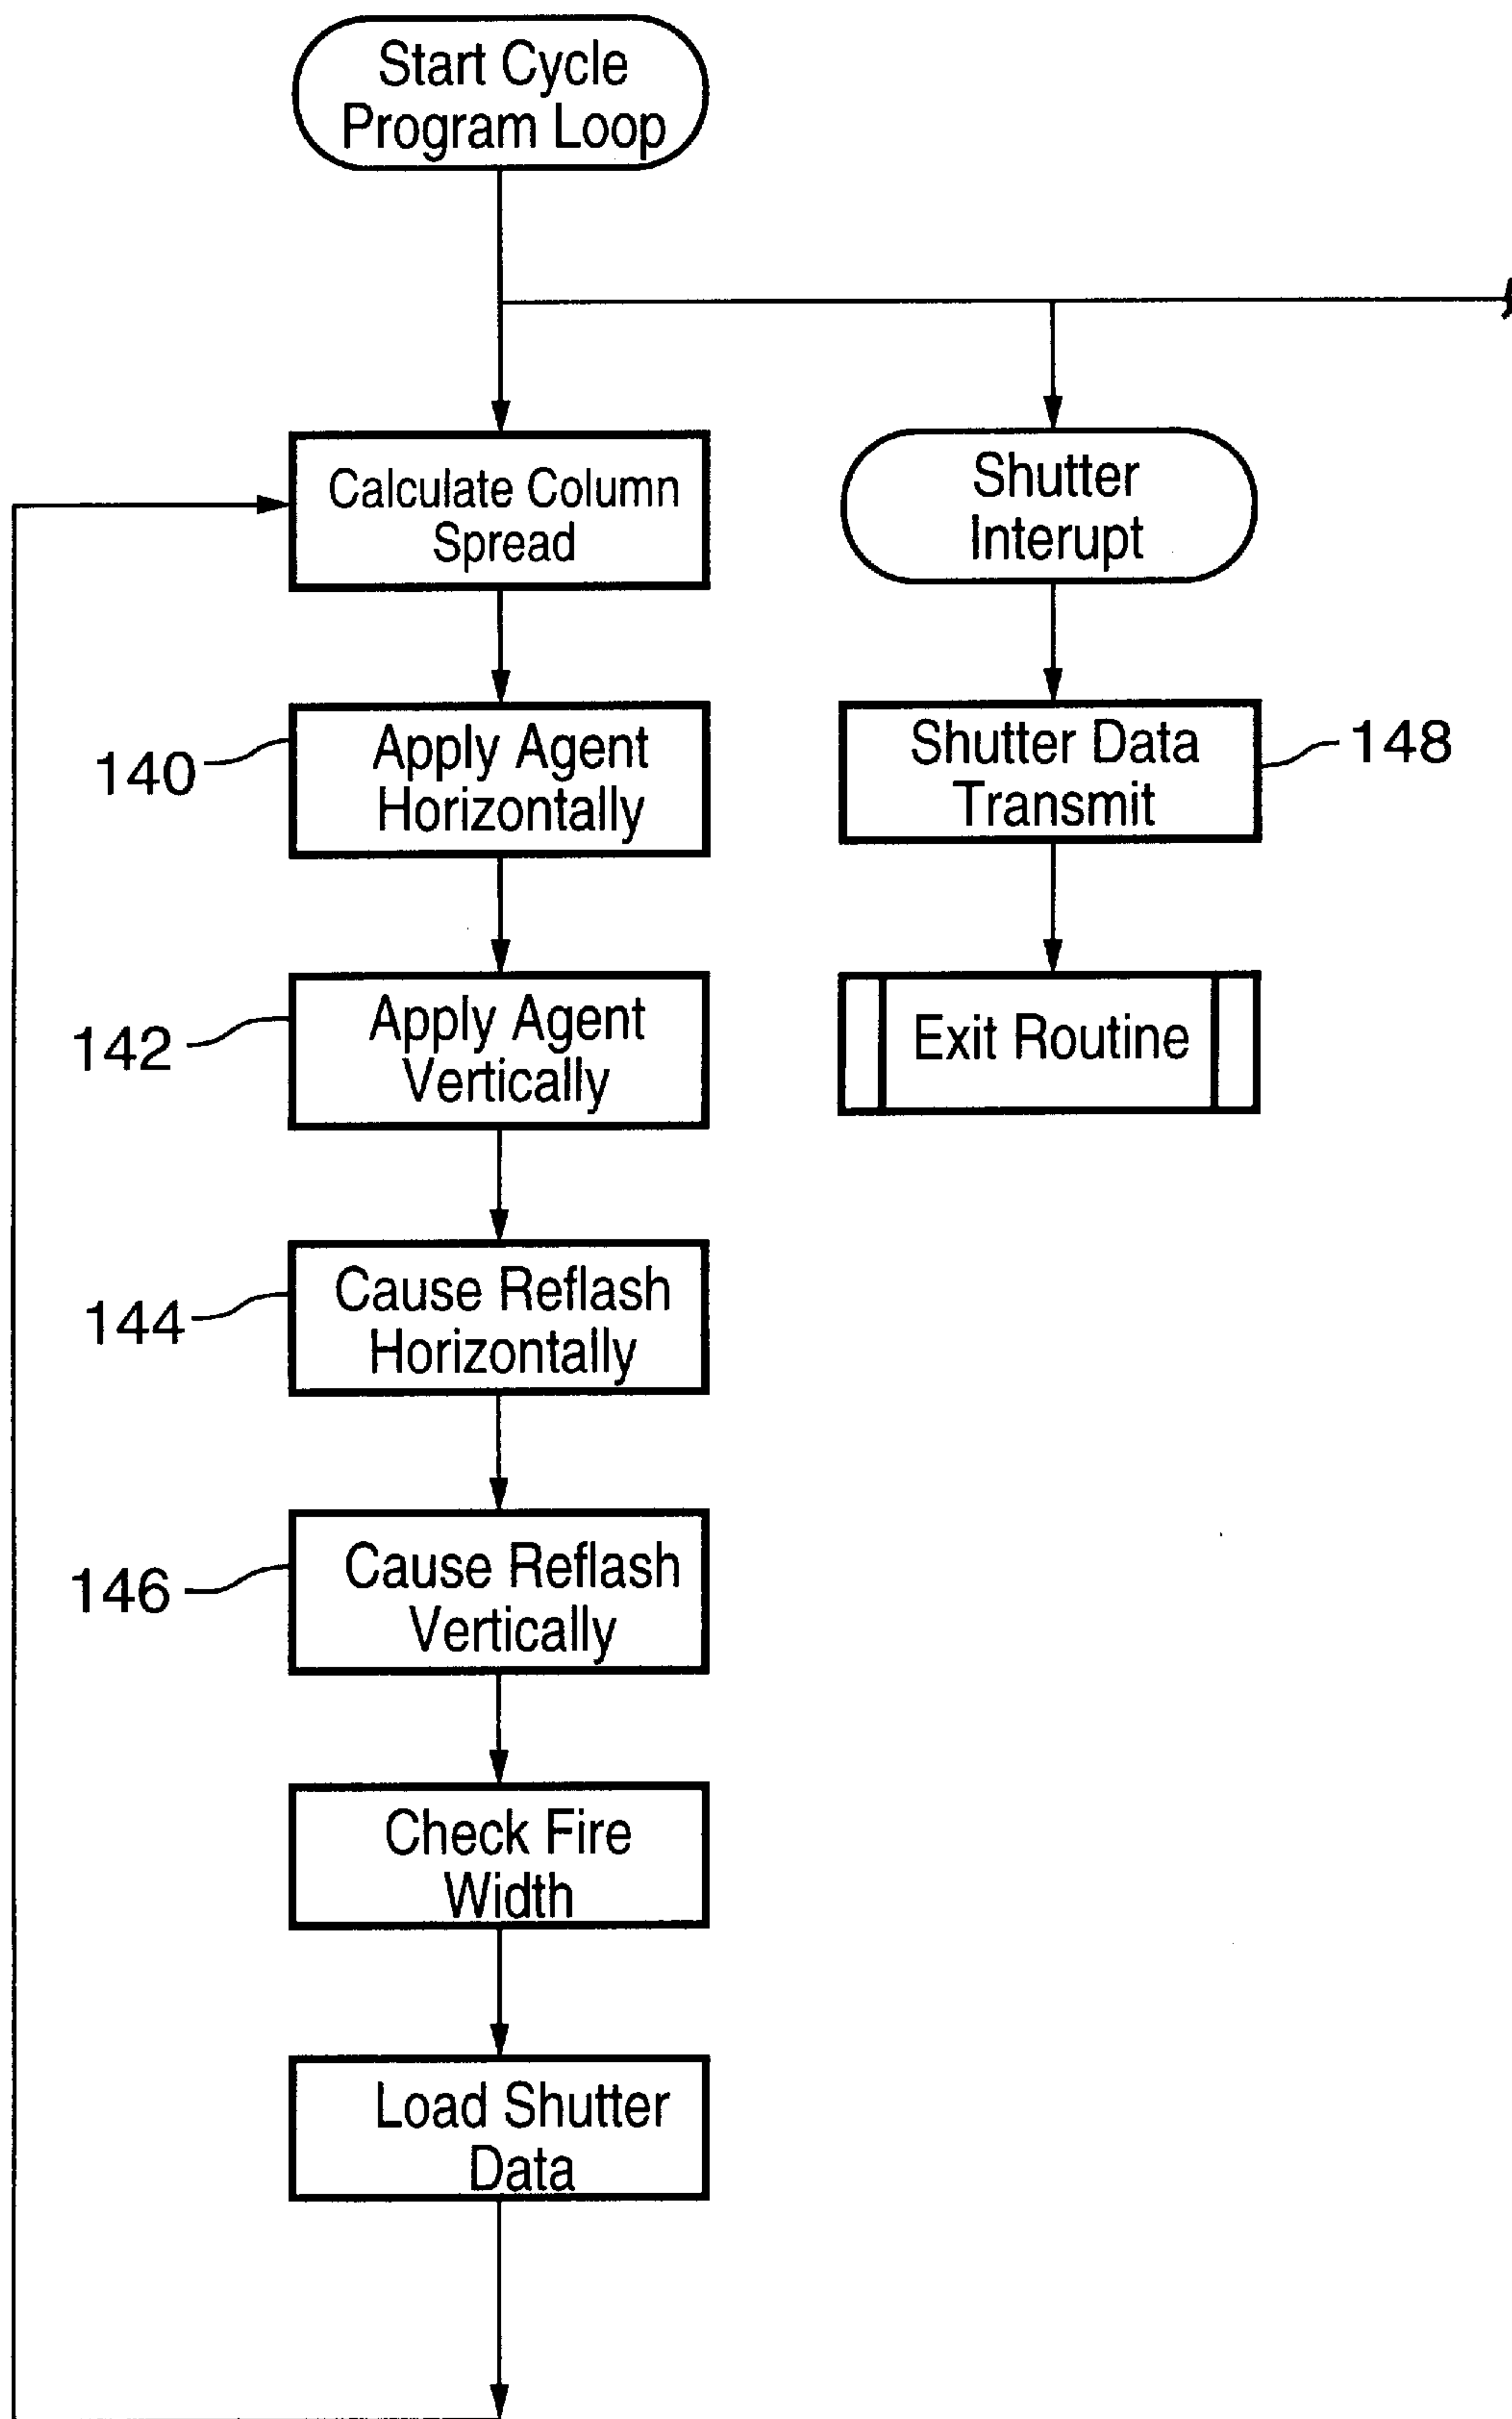 Start Cycle
Program Loop
Calculate Column
Spread
Shutter
Interupt
140
Apply Agent
Horizontally
Shutter Data
Transmit
148
142
Apply Agent
Vertically
Exit Routine
144
Cause Reflash
Horizontally
146
Cause Reflash
Vertically
Check Fire
Width
Load Shutter
Data